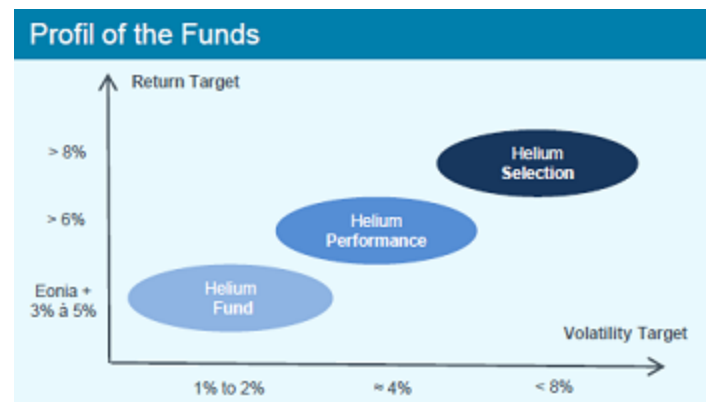 Profil of the Funds
Return Target
> 8%
Helium
Selection
> 6%
Helium
Performance
Eonia +
3% à 5%
Helium
Fund
Volatility Target
1% to 2%
≈ 4%
< 8%